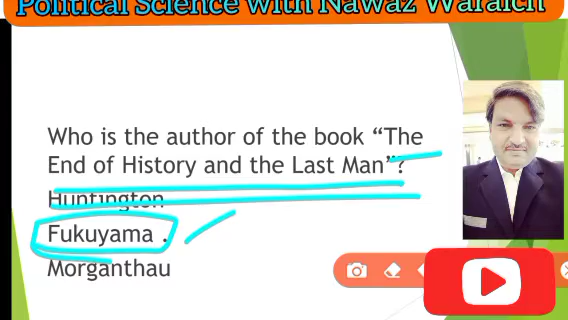 Political Science with Nawaz Waraich
Who is the author of the book “The
End of History and the Last Man”?
Huntington
Fukuyama .
Morganthau